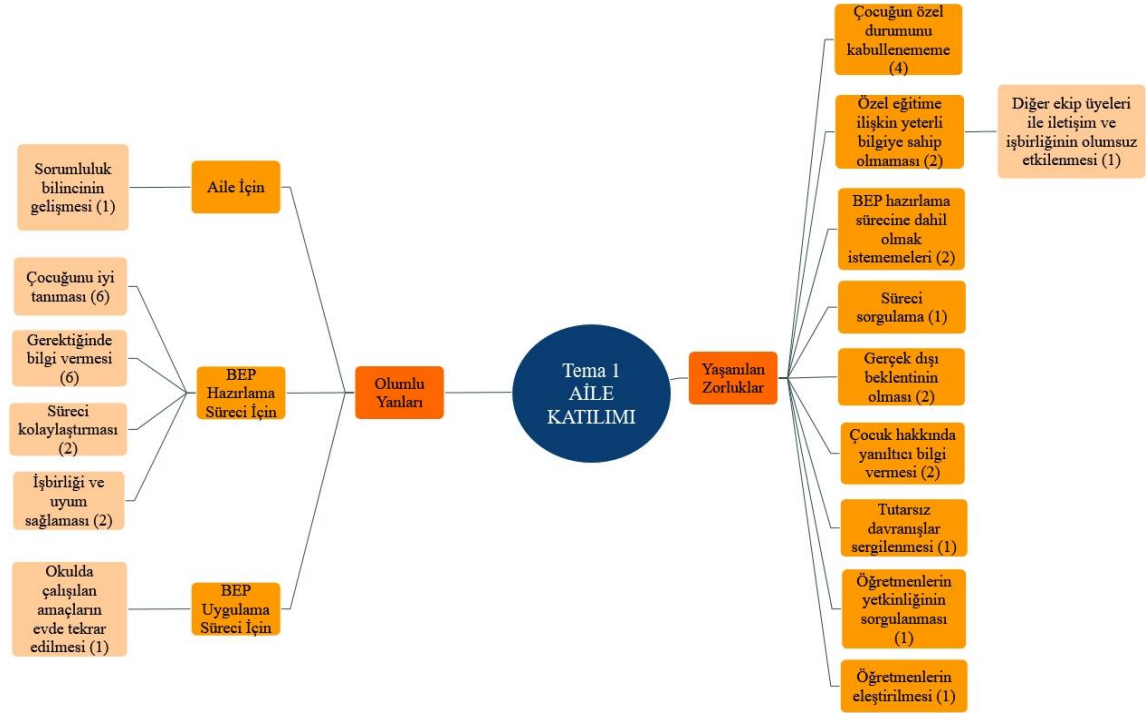 Tema 1
AİLE
KATILIMI
Olumlu
Yanları
Aile İçin
Sorumluluk
bilincinin
gelişmesi (1)
BEP
Hazırlama
Süreci İçin
Çocuğunu iyi
tanıması (6)
Gerektiğinde
bilgi vermesi
(6)
Süreci
kolaylaştırması
(2)
İşbirliği ve
uyum
sağlaması (2)
BEP
Uygulama
Süreci İçin
Okulda
çalışılan
amaçların
evde tekrar
edilmesi (1)
Yaşanılan
Zorluklar
Çocuğun özel
durumunu
kabullenememe
(4)
Özel eğitime
ilişkin yeterli
bilgiye sahip
olmaması (2)
Diğer ekip üyeleri
ile iletişim ve
işbirliğinin olumsuz
etkilenmesi (1)
BEP hazırlama
sürecine dahil
olmak
istememeleri (2)
Süreci
sorgulama (1)
Gerçek dışı
beklentinin
olması (2)
Çocuk hakkında
yanıltıcı bilgi
vermesi (2)
Tutarsız
davranışlar
sergilenmesi (1)
Öğretmenlerin
yetkinliğinin
sorgulanması
(1)
Öğretmenlerin
eleştirilmesi (1)